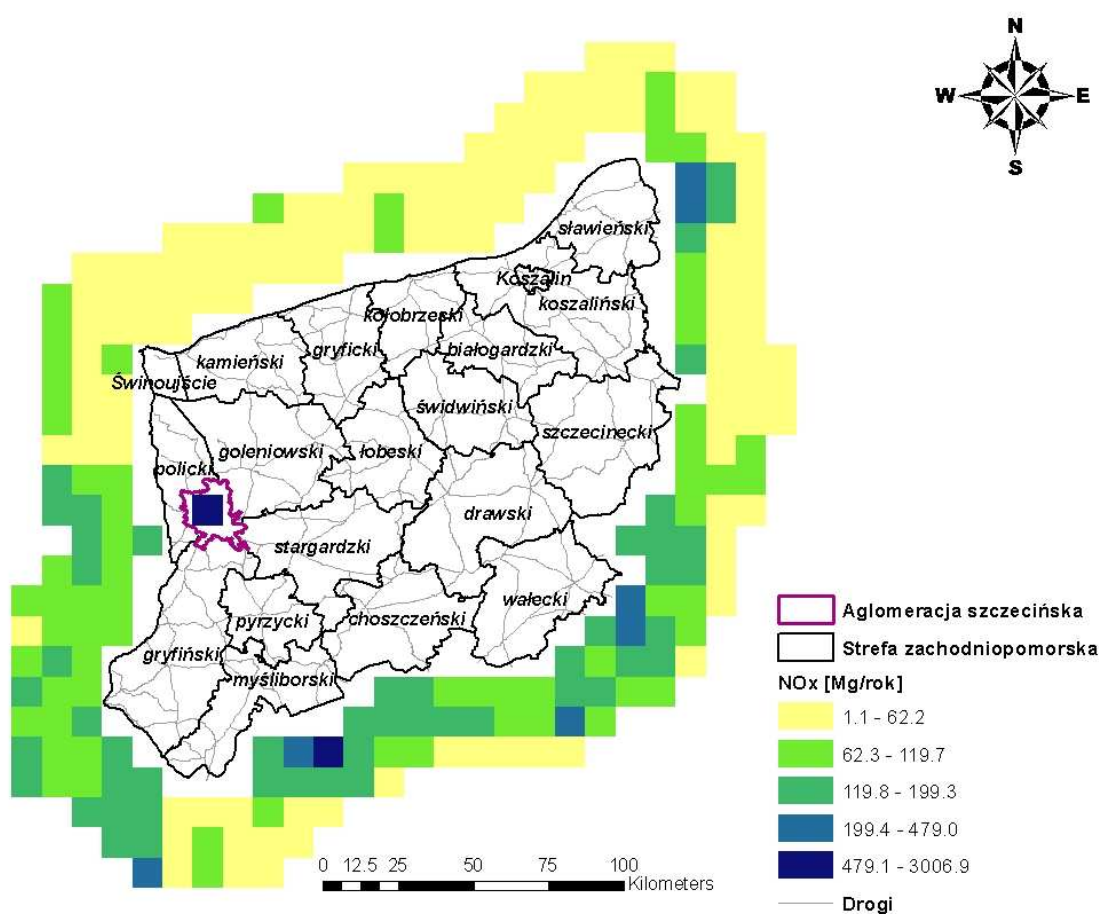 N
W E
S
sławieński
Koszalin
koszaliński
kołobrzeski
białogardzki
gryficki
kamieński
Świnoujście
świdwiński
szczecinecki
goleniowski
łobeski
policki
drawski
stargardzki
wałecki
choszczeński
pyrzycki
gryfiński
myśliborski
Aglomeracja szczecińska
Strefa zachodniopomorska
NOx [Mg/rok]
1.1 - 62.2
62.3 - 119.7
119.8 - 199.3
199.4 - 479.0
479.1 - 3006.9
Drogi
0 12.5 25 50 75 100
Kilometers